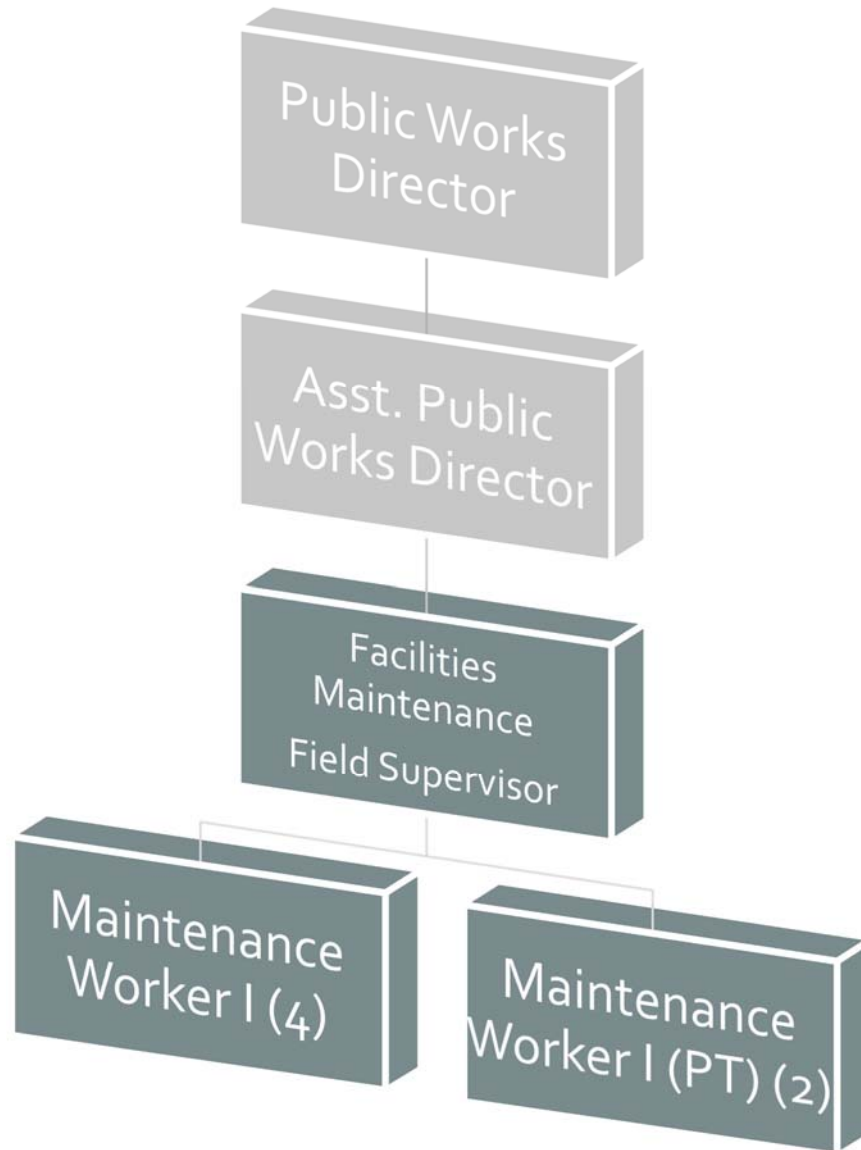 Public Works
Director
Asst. Public
Works Director
Facilities
Maintenance
Field Supervisor
Maintenance
Worker I (4)
Maintenance
Worker I (PT) (2)